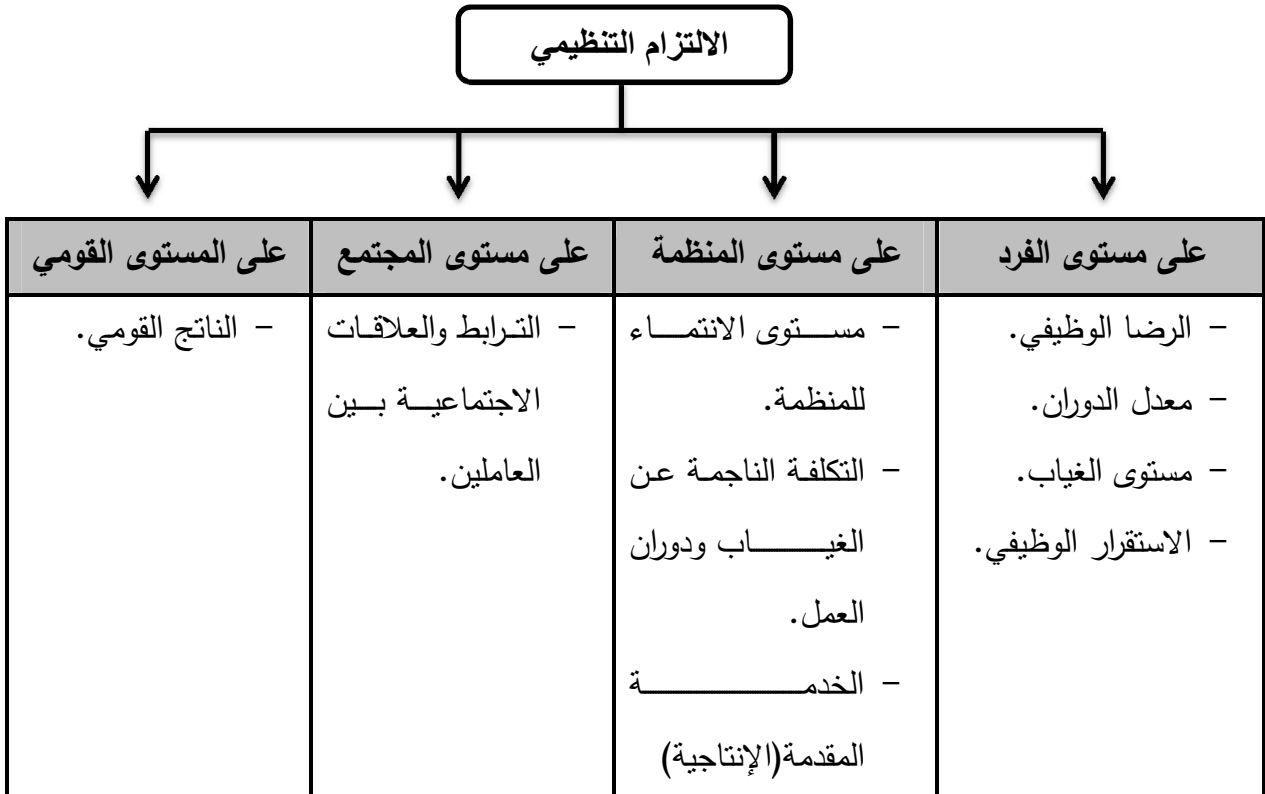 الالتزام التنظيمي
على مستوى الفرد
- الرضا الوظيفي.
- معدل الدوران.
- مستوى الغياب.
- الاستقرار الوظيفي.
على مستوى المنظمة
- مستوى الانتماء
للمنظمة.
- التكلفة الناجمة عن
الغياب ودوران
العمل.
- الخدمة
المقدمة(الإنتاجية)
على مستوى المجتمع
- الترابط والعلاقات
الاجتماعية بين
العاملين.
على المستوى القومي
- الناتج القومي.